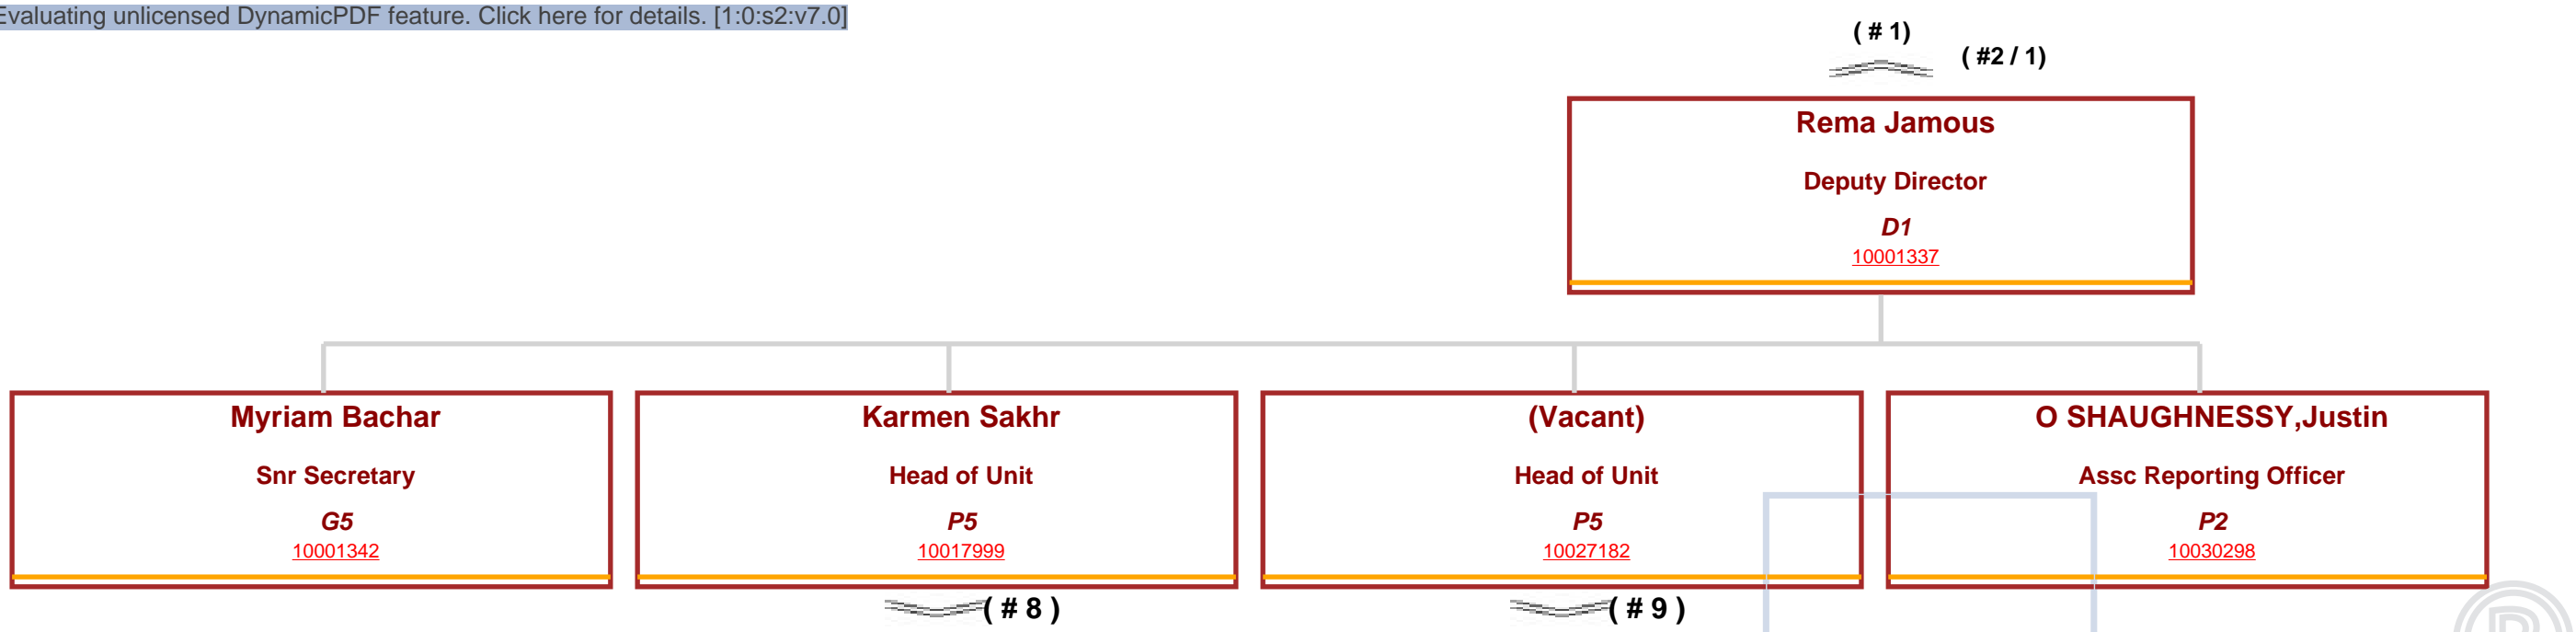 Evaluating unlicensed DynamicPDF feature. Click here for details. [1:0:s2:v7.0]
( # 1)
( #2 / 1)
Rema Jamous
Deputy Director
D1
10001337
Myriam Bachar
Snr Secretary
G5
10001342
Karmen Sakhr
Head of Unit
P5
10017999
( # 8 )
(Vacant)
Head of Unit
P5
10027182
( # 9 )
O SHAUGHNESSY,Justin
Assc Reporting Officer
P2
10030298